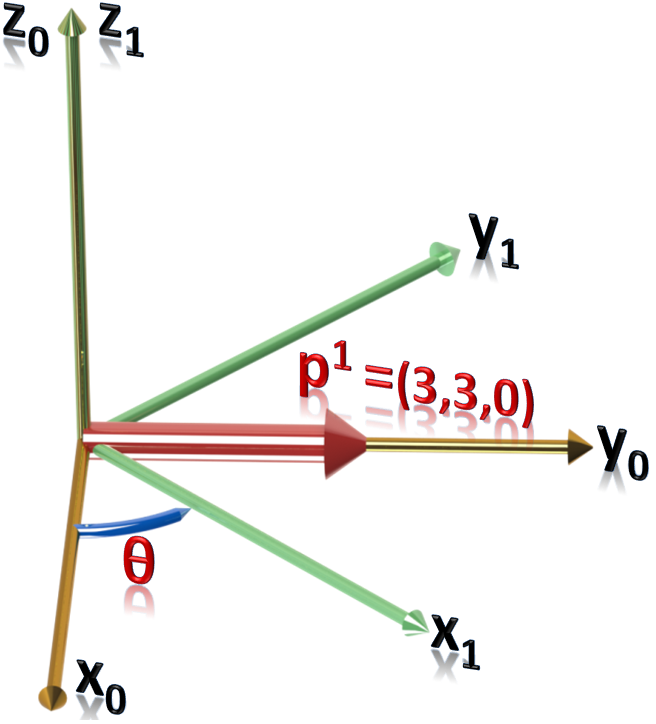 z₀ z₁
y₁
p¹ =(3,3,0)
y₀
θ
x₁
x₀